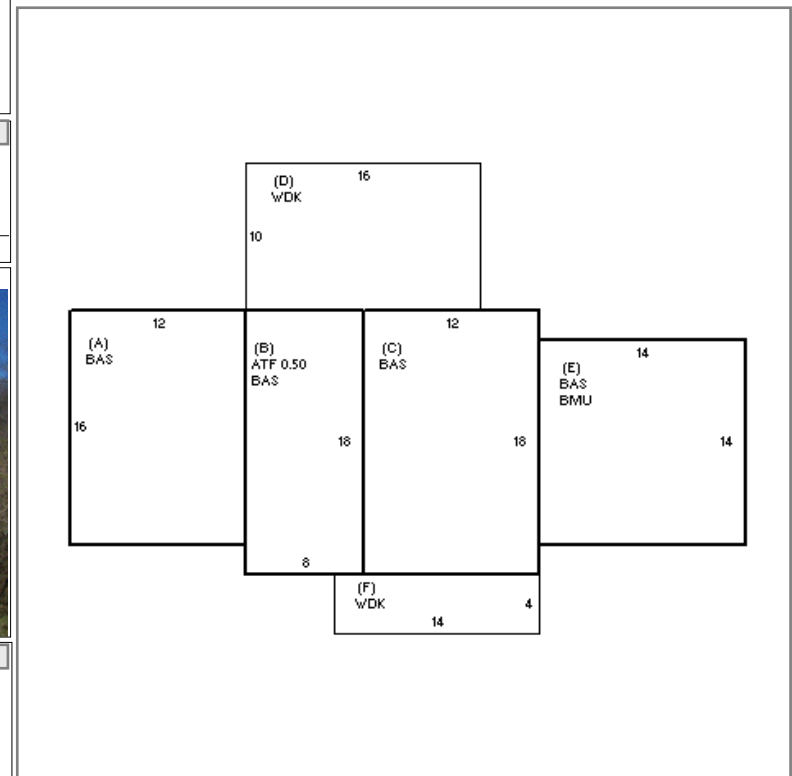 (D)
WDK
16
10
12
(A)
BAS
16
(B)
ATF 0.50
BAS
18
8
12
(C)
BAS
18
14
(E)
BAS
BMU
14
(F)
WDK
4
14